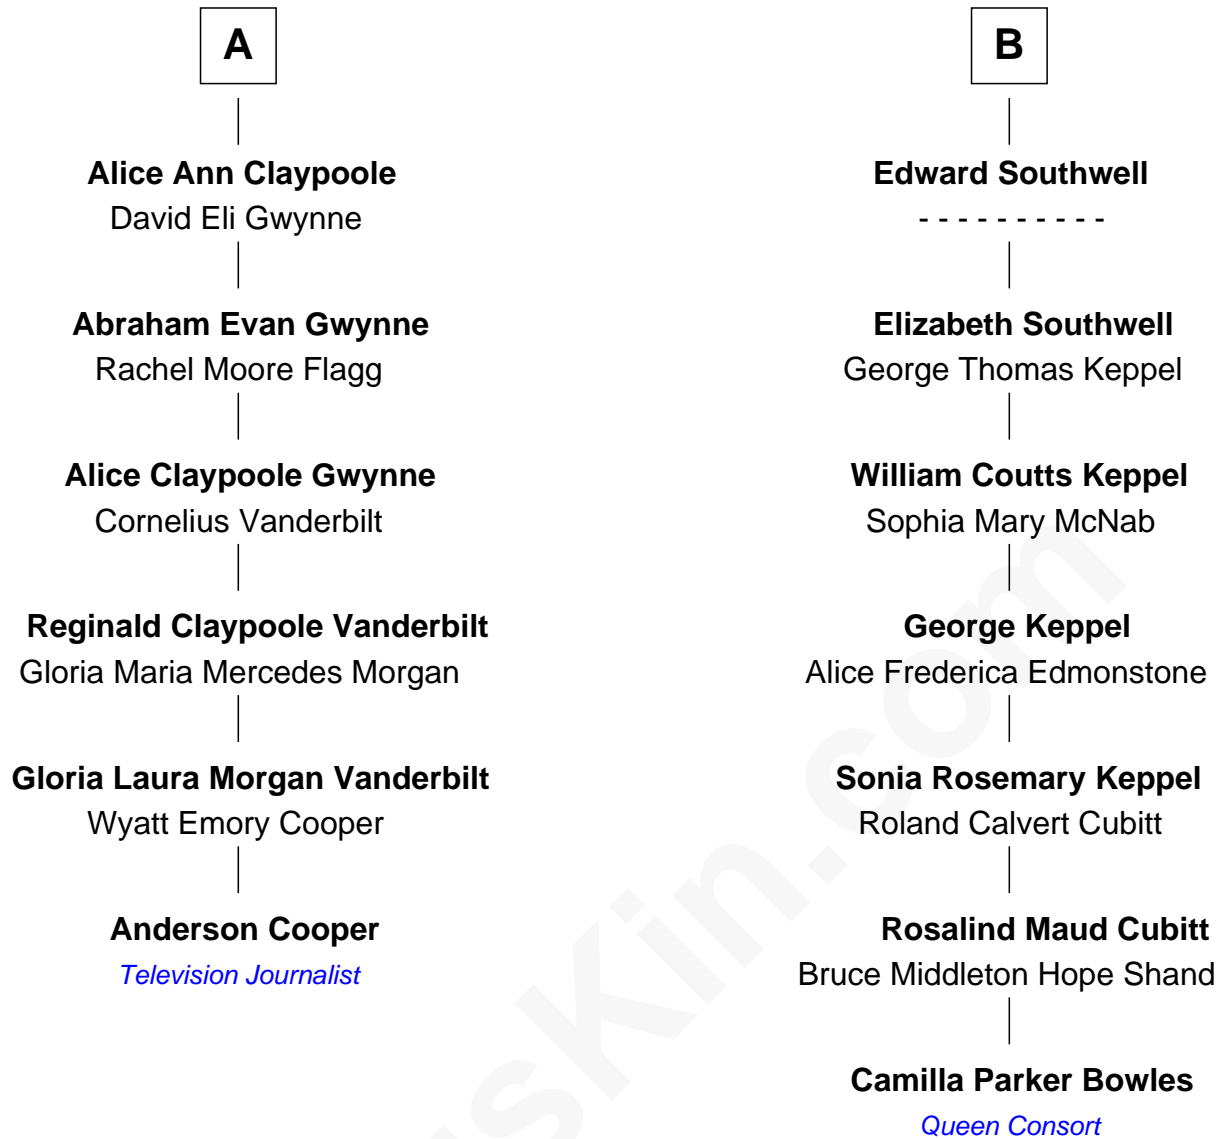 A
Alice Ann Claypoole
David Eli Gwynne
Abraham Evan Gwynne
Rachel Moore Flagg
Alice Claypoole Gwynne
Cornelius Vanderbilt
Reginald Claypoole Vanderbilt
Gloria Maria Mercedes Morgan
Gloria Laura Morgan Vanderbilt
Wyatt Emory Cooper
Anderson Cooper
Television Journalist
B
Edward Southwell
- - - - - - - - - -
Elizabeth Southwell
George Thomas Keppel
William Coutts Keppel
Sophia Mary McNab
George Keppel
Alice Frederica Edmonstone
Sonia Rosemary Keppel
Roland Calvert Cubitt
Rosalind Maud Cubitt
Bruce Middleton Hope Shand
Camilla Parker Bowles
Queen Consort